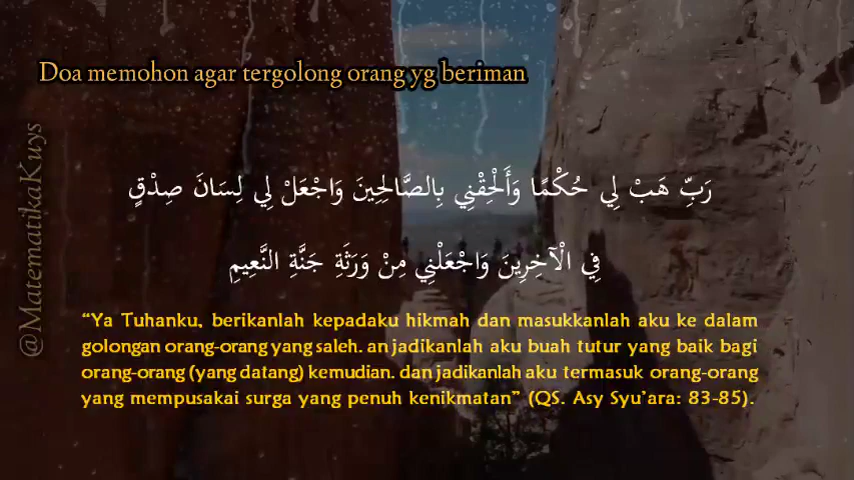 Doa memohon agar tergolong orang yg beriman
@MatematikaKuys
رَبِّ هَبْ لِي حُكْمًا وَأَلْحِقْنِي بِالصَّالِحِينَ وَاجْعَلْ لِي لِسَانَ صِدْقٍ
فِي الْآخِرِينَ وَاجْعَلْنِي مِنْ وَرَثَةِ جَنَّةِ النَّعِيمِ
“Ya Tuhanku, berikanlah kepadaku hikmah dan masukkanlah aku ke dalam
golongan orang-orang yang saleh. an jadikanlah aku buah tutur yang baik bagi
orang-orang (yang datang) kemudian. dan jadikanlah aku termasuk orang-orang
yang mempusakai surga yang penuh kenikmatan” (QS. Asy Syu’ara: 83-85).